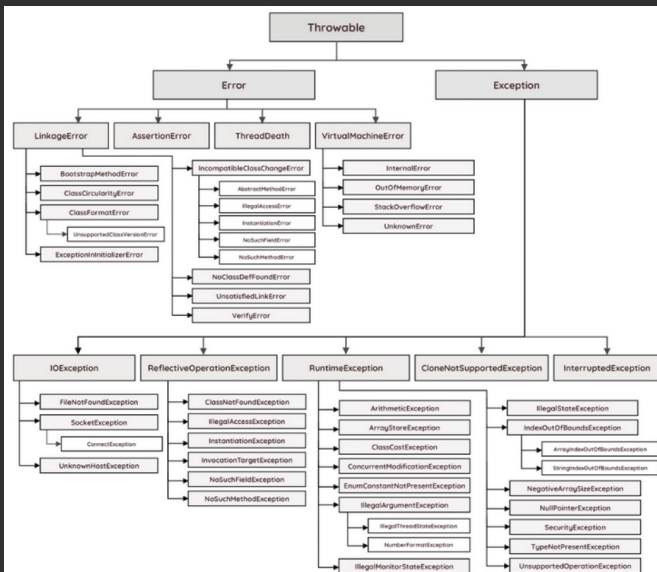 Throwable
Error
Exception
LinkageError
AssertionError
ThreadDeath
VirtualMachineError
BootstrapMethodError
ClassCircularityError
ClassFormatError
UnsupportedClassVersionError
ExceptionInInitializerError
IncompatibleClassChangeError
AbstractMethodError
IllegalAccessError
InstantiationError
NoSuchFieldError
NoSuchMethodError
NoClassDefFoundError
UnsatisfiedLinkError
VerifyError
InternalError
OutOfMemoryError
StackOverflowError
UnknownError
IOException
ReflectiveOperationException
RuntimeException
CloneNotSupportedException
InterruptedException
FileNotFoundException
SocketException
ConnectException
UnknownHostException
ClassNotFoundException
IllegalAccessException
InstantiationException
InvocationTargetException
NoSuchFieldException
NoSuchMethodException
ArithmeticException
ArrayStoreException
ClassCastException
ConcurrentModificationException
EnumConstantNotPresentException
IllegalArgumentException
IllegalThreadStateException
NumberFormatException
IllegalMonitorStateException
IllegalStateException
IndexOutOfBoundsException
ArrayIndexOutOfBoundsException
StringIndexOutOfBoundsException
NegativeArraySizeException
NullPointerException
SecurityException
TypeNotPresentException
UnsupportedOperationException